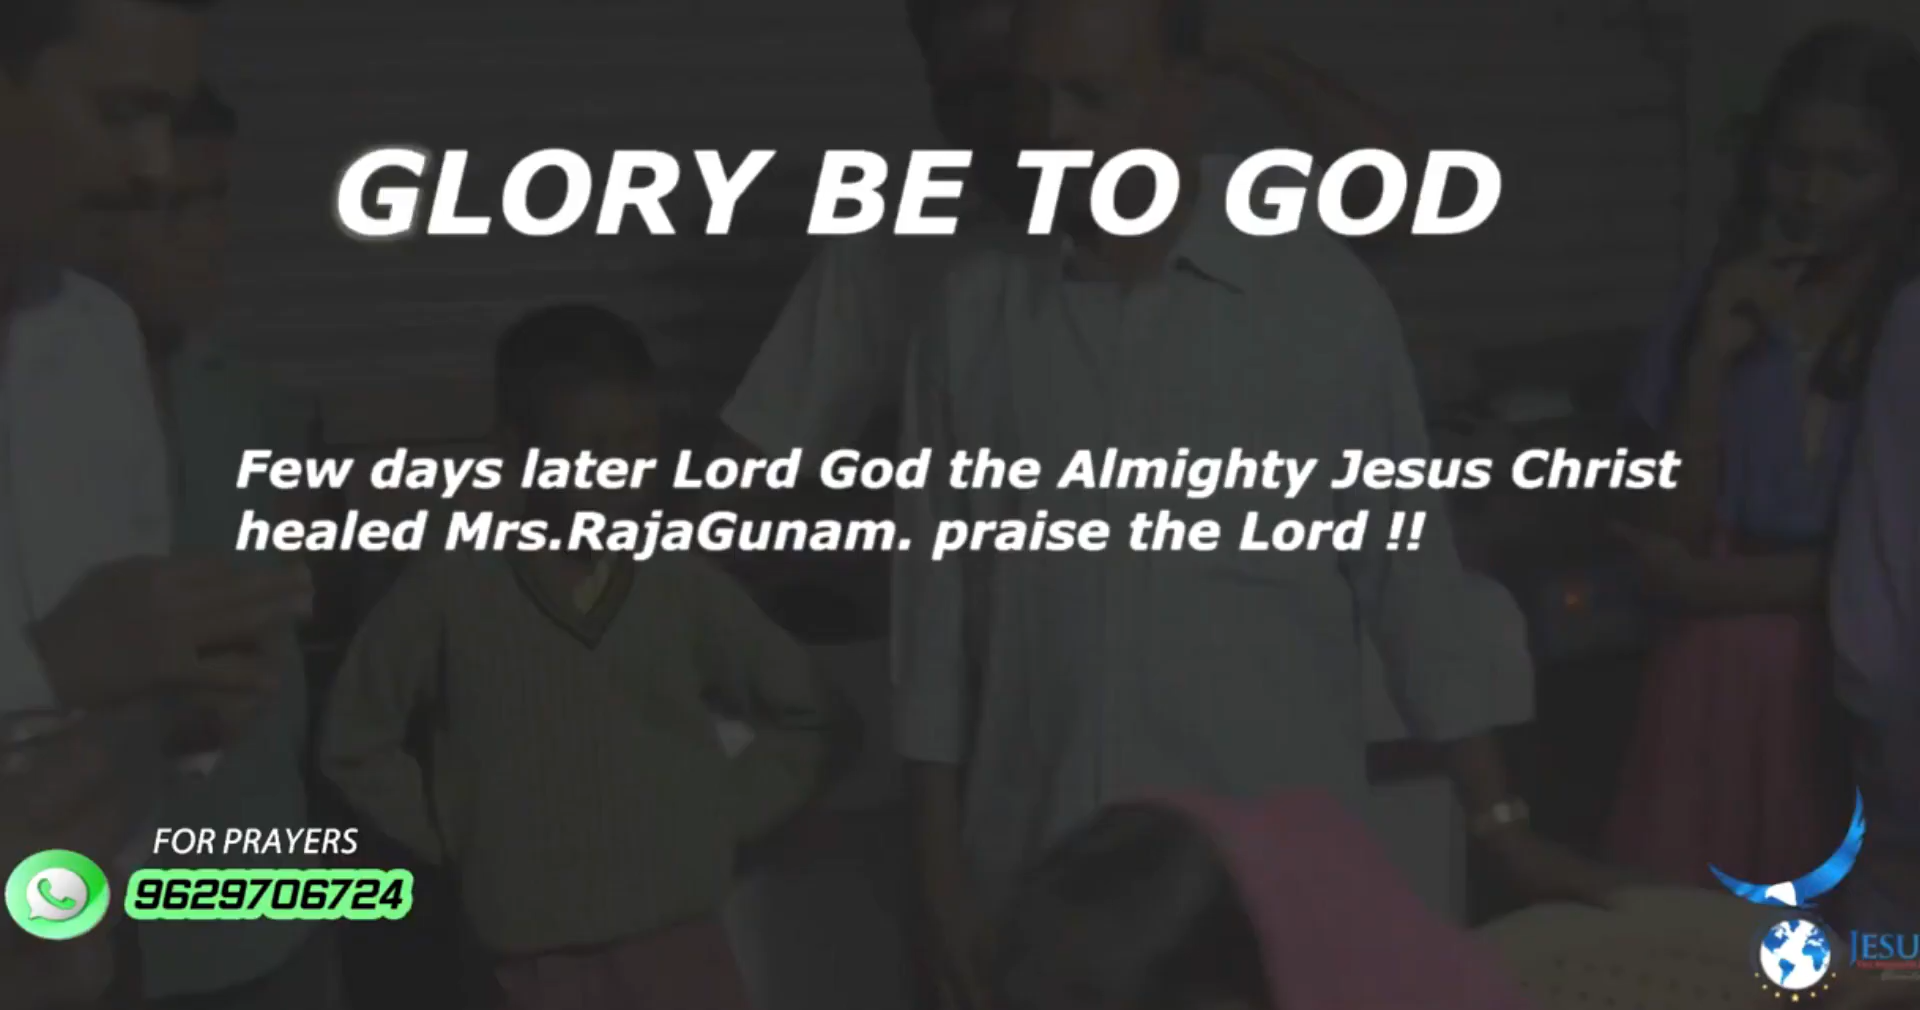 GLORY BE TO GOD
Few days later Lord God the Almighty Jesus Christ
healed Mrs.RajaGunam. praise the Lord !!
FOR PRAYERS
9629706724
JESU